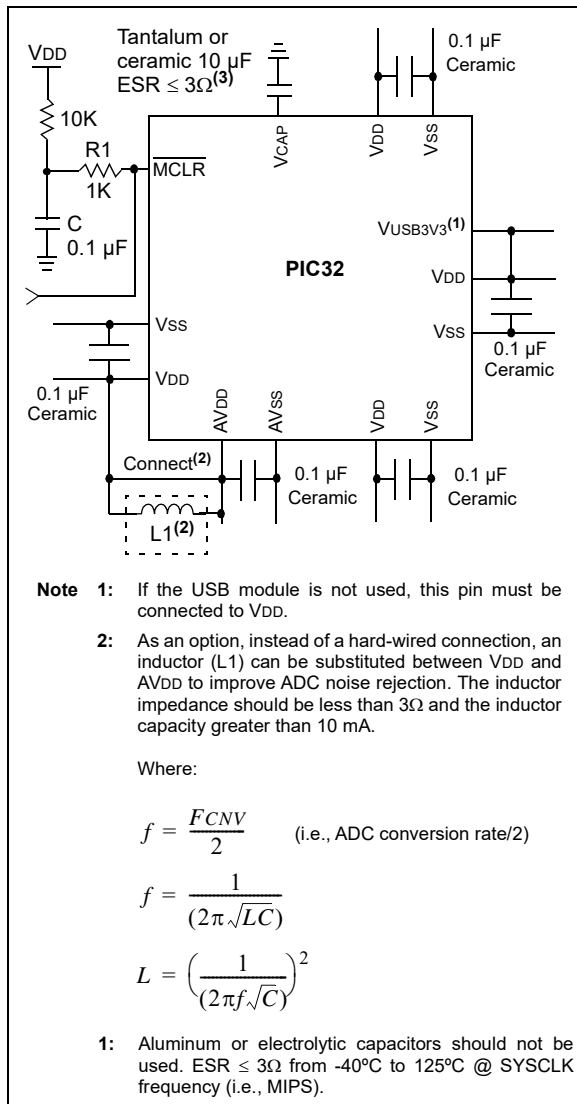 VDD
Tantalum or
ceramic 10 µF
ESR ≤ 3Ω(3)
0.1 µF
Ceramic
10K
R1
1K
MCLR
VCAP
VDD
VSS
C
0.1 µF
VUSB3V3(1)
PIC32
VDD
VSS
VSS
VDD
0.1 µF
Ceramic
0.1 µF
Ceramic
AVDD
AVSS
VDD
VSS
Connect(2)
0.1 µF
Ceramic
0.1 µF
Ceramic
L1(2)
Note 1: If the USB module is not used, this pin must be
connected to VDD.
2: As an option, instead of a hard-wired connection, an
inductor (L1) can be substituted between VDD and
AVDD to improve ADC noise rejection. The inductor
impedance should be less than 3Ω and the inductor
capacity greater than 10 mA.
Where:
f = FCNV / 2 (i.e., ADC conversion rate/2)
f = 1 / (2π√LC)
L = (1 / (2πf√C))²
1: Aluminum or electrolytic capacitors should not be
used. ESR ≤ 3Ω from -40ºC to 125ºC @ SYSCLK
frequency (i.e., MIPS).